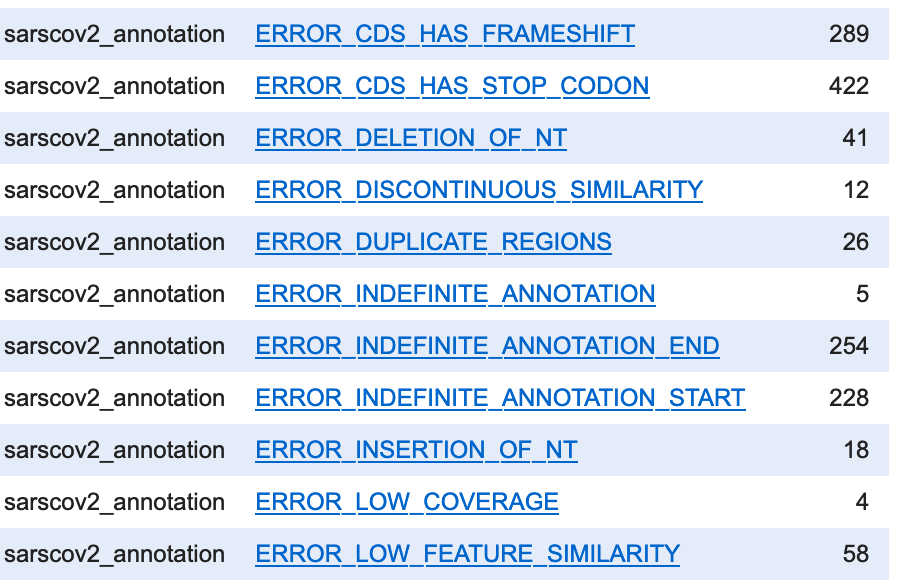 sarscov2_annotation ERROR_CDS_HAS_FRAMESHIFT 289
sarscov2_annotation ERROR_CDS_HAS_STOP_CODON 422
sarscov2_annotation ERROR_DELETION_OF_NT 41
sarscov2_annotation ERROR_DISCONTINUOUS_SIMILARITY 12
sarscov2_annotation ERROR_DUPLICATE_REGIONS 26
sarscov2_annotation ERROR_INDEFINITE_ANNOTATION 5
sarscov2_annotation ERROR_INDEFINITE_ANNOTATION_END 254
sarscov2_annotation ERROR_INDEFINITE_ANNOTATION_START 228
sarscov2_annotation ERROR_INSERTION_OF_NT 18
sarscov2_annotation ERROR_LOW_COVERAGE 4
sarscov2_annotation ERROR_LOW_FEATURE_SIMILARITY 58